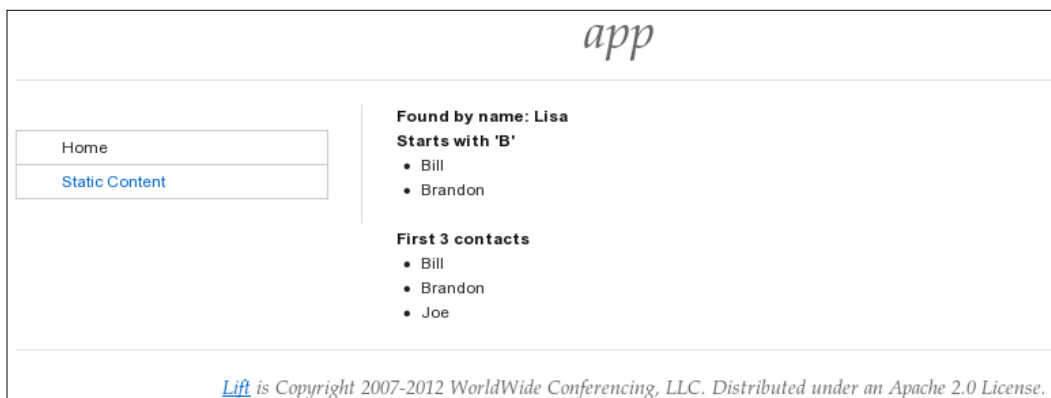 app
Home
Static Content
Found by name: Lisa
Starts with 'B'
Bill
Brandon
First 3 contacts
Bill
Brandon
Joe
Lift is Copyright 2007-2012 WorldWide Conferencing, LLC. Distributed under an Apache 2.0 License.